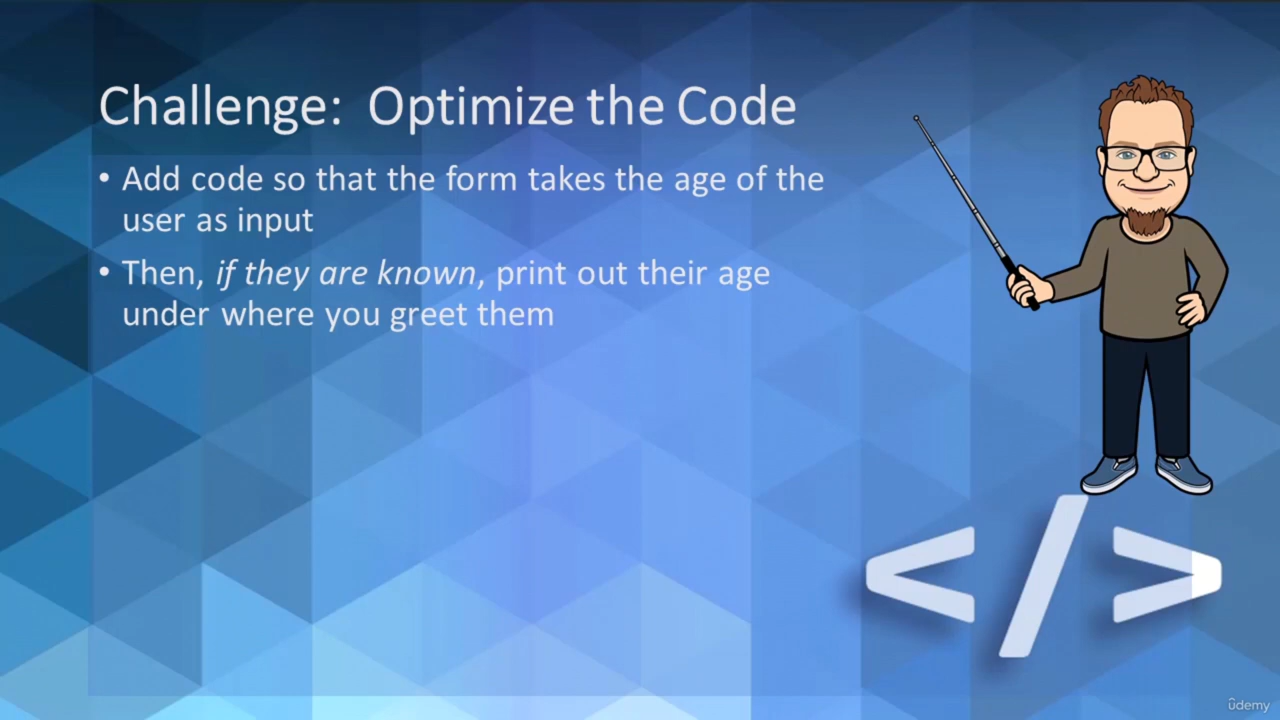 Challenge: Optimize the Code
• Add code so that the form takes the age of the
user as input
• Then, if they are known, print out their age
under where you greet them
</>
ûdemy